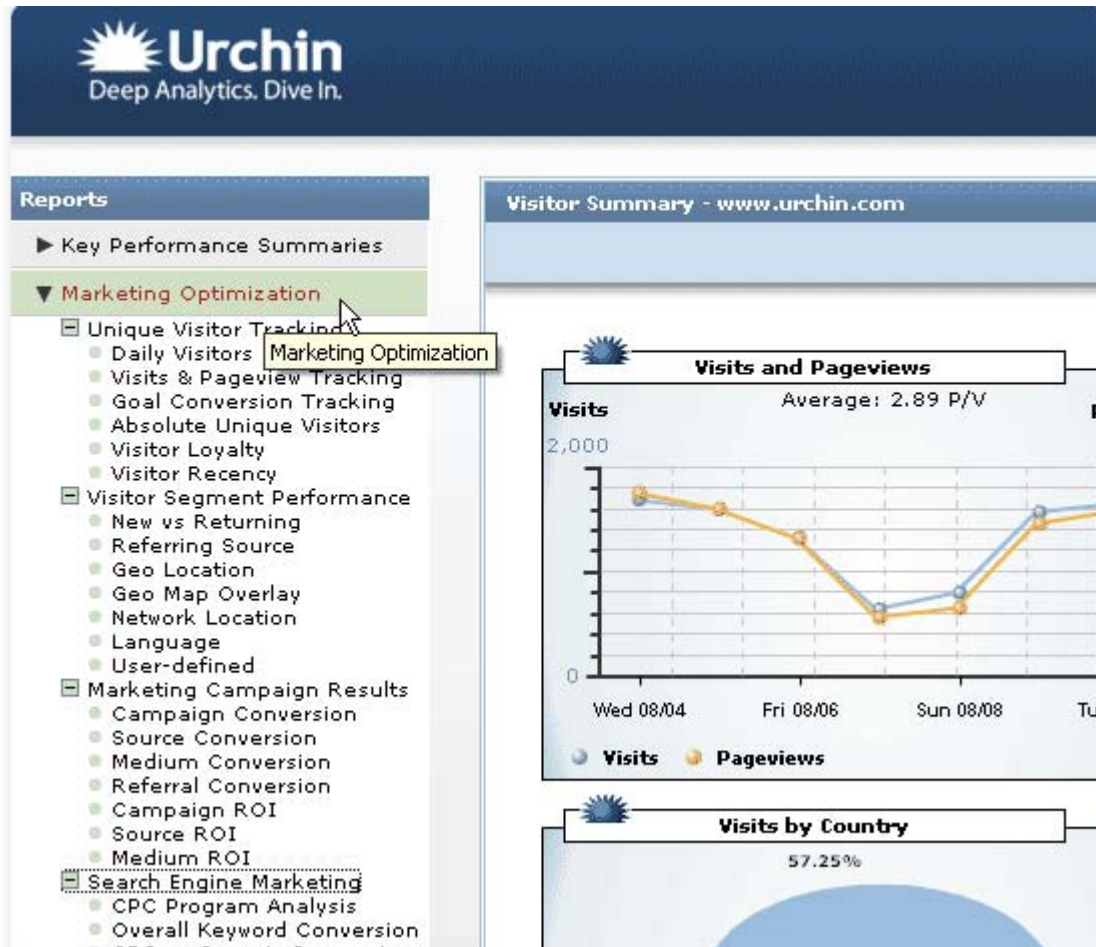 Urchin
Deep Analytics. Dive In.
Reports
Key Performance Summaries
Marketing Optimization
Unique Visitor Tracking
Marketing Optimization
Daily Visitors
Visits & Pageview Tracking
Goal Conversion Tracking
Absolute Unique Visitors
Visitor Loyalty
Visitor Recency
Visitor Segment Performance
New vs Returning
Referring Source
Geo Location
Geo Map Overlay
Network Location
Language
User-defined
Marketing Campaign Results
Campaign Conversion
Source Conversion
Medium Conversion
Referral Conversion
Campaign ROI
Source ROI
Medium ROI
Search Engine Marketing
CPC Program Analysis
Overall Keyword Conversion
Visitor Summary - www.urchin.com
Visits and Pageviews
Average: 2.89 P/V
Visits
2,000
0
Wed 08/04 Fri 08/06 Sun 08/08 Tu
Visits Pageviews
Visits by Country
57.25%